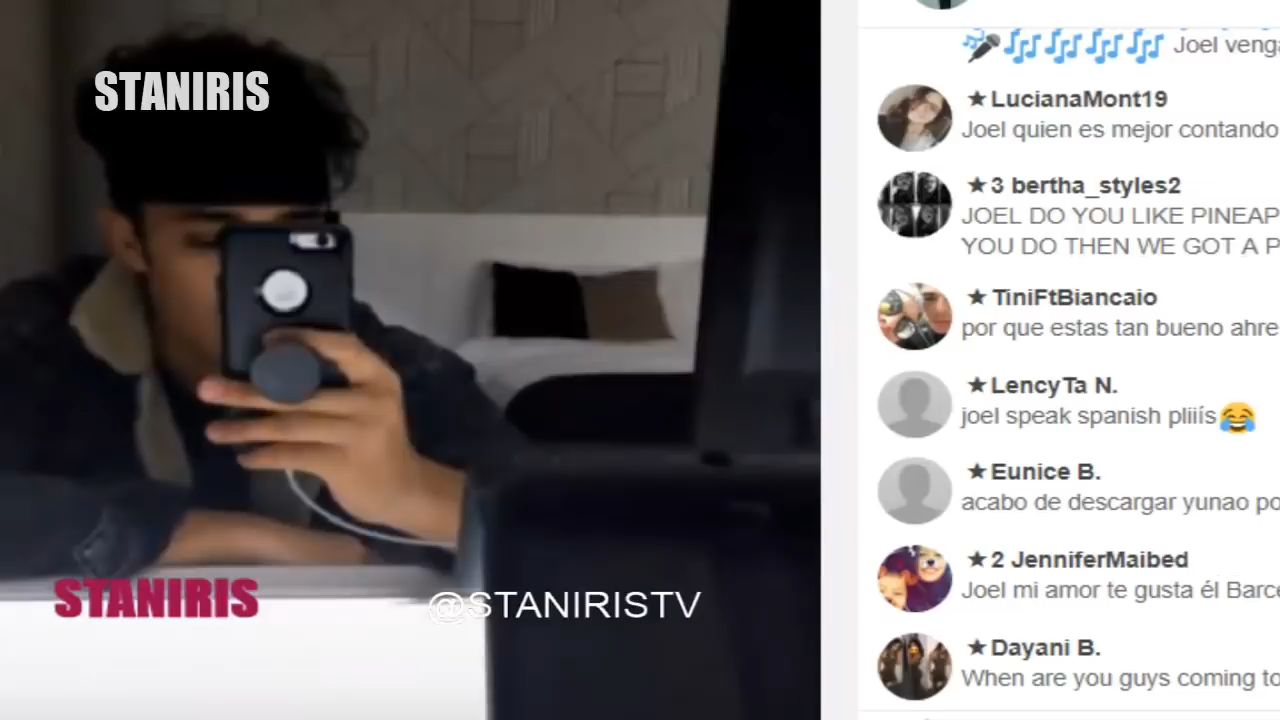 STANIRIS
STANIRIS
@STANIRISTV
Joel venga
★ LucianaMont19
Joel quien es mejor contando
★ 3 bertha_styles2
JOEL DO YOU LIKE PINEAP
YOU DO THEN WE GOT A P
★ TiniFtBiancaio
por que estas tan bueno ahre
★ LencyTa N.
joel speak spanish pliiís😂
★ Eunice B.
acabo de descargar yunao po
★ 2 JenniferMaibed
Joel mi amor te gusta él Barce
★ Dayani B.
When are you guys coming to